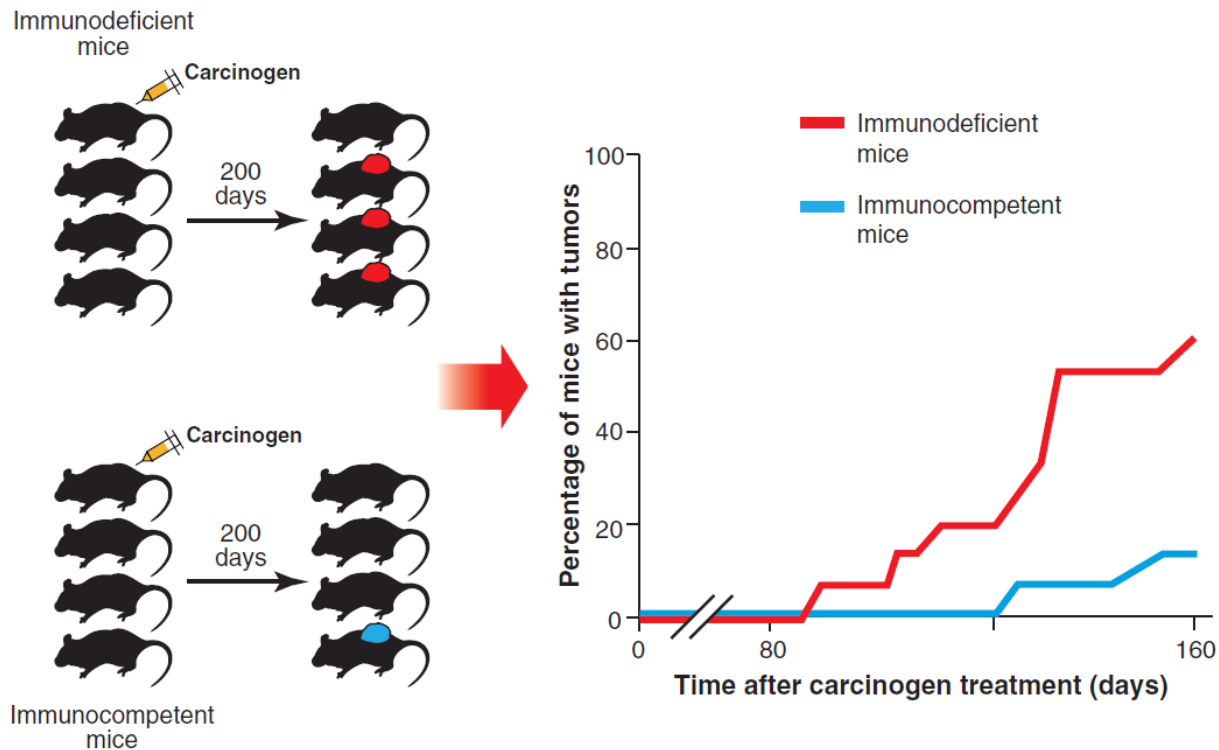 Immunodeficient
mice
Carcinogen
200
days
Carcinogen
200
days
Immunocompetent
mice
Immunodeficient
mice
Immunocompetent
mice
Percentage of mice with tumors
100
80
60
40
20
0
0
80
160
Time after carcinogen treatment (days)